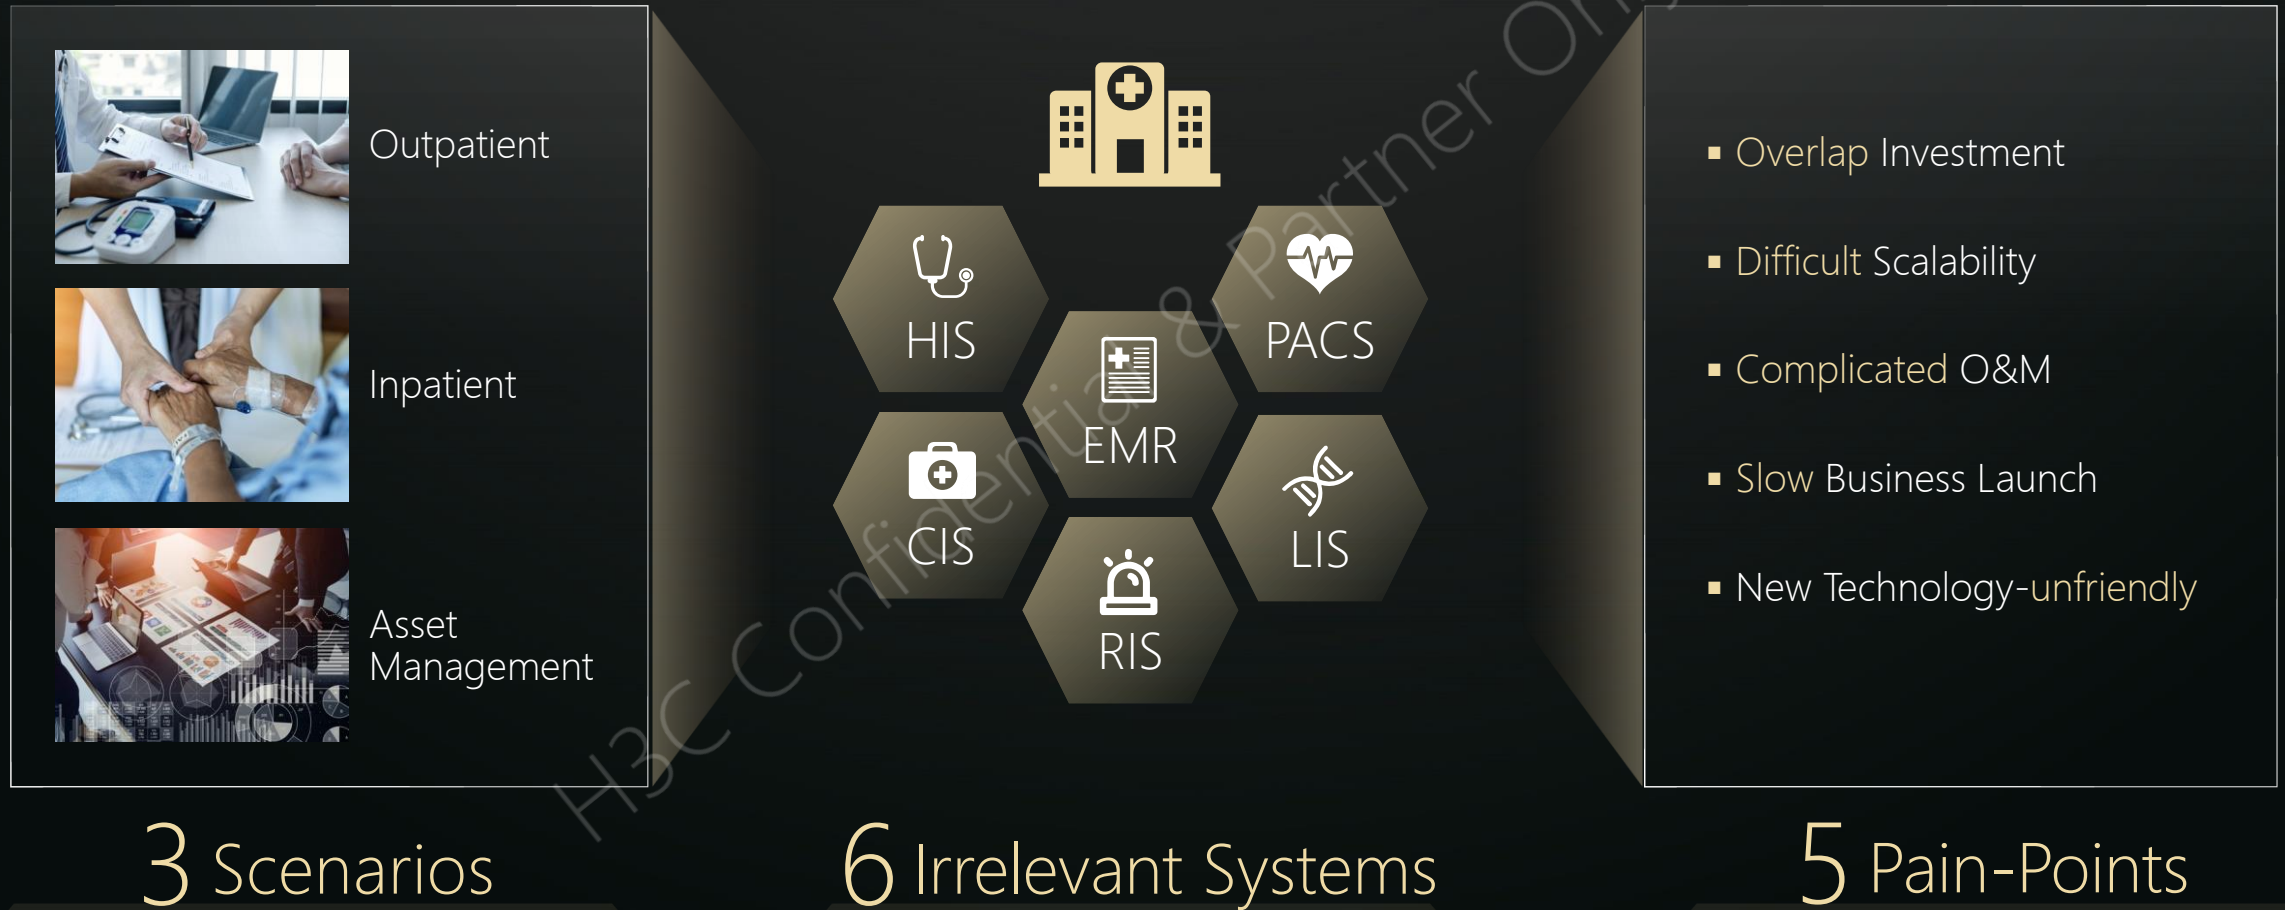 Outpatient
Inpatient
Asset
Management
3 Scenarios
HIS
PACS
EMR
CIS
LIS
RIS
6 Irrelevant Systems
▪ Overlap Investment
▪ Difficult Scalability
▪ Complicated O&M
▪ Slow Business Launch
▪ New Technology-unfriendly
5 Pain-Points
H3C Confidential & Partner